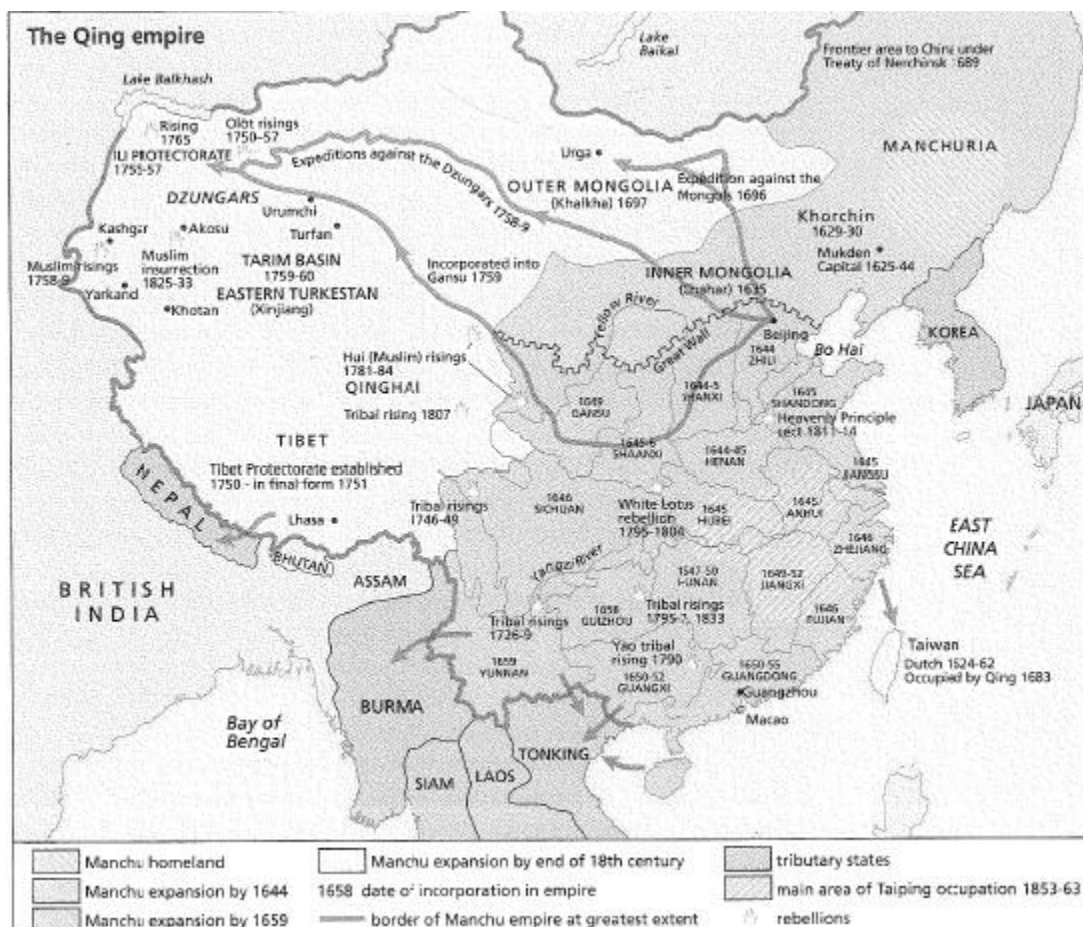 The Qing empire
Lake Balkhash
Lake
Baikal
Frontier area to China under
Treaty of Nerchinsk 1689
Rising
1765
Olot risings
1750-57
ILI PROTECTORATE
1755-57
DZUNGARS
Urumchi
Turfan
Kashgar
Akosu
Muslim risings
1758-9
Muslim
insurrection
1825-33
Yarkand
Khotan
TARIM BASIN
1759-60
EASTERN TURKESTAN
(Xinjiang)
Expeditions against the Dzungars 1758-9
Urga
OUTER MONGOLIA
(Khalkha) 1697
Expedition against the
Mongols 1696
MANCHURIA
Khorchin
1629-30
Mukden
Capital 1625-44
Incorporated into
Gansu 1759
INNER MONGOLIA
(Chahar) 1635
Yellow River
Great Wall
Beijing
Bo Hai
KOREA
JAPAN
Hui (Muslim) risings
1781-84
QINGHAI
Tribal rising 1807
1649
GANSU
1644-5
SHANXI
1644
ZHILI
1645
SHANDONG
Heavenly Principle
sect 1811-14
1645-6
SHAANXI
1644-45
HENAN
1645
JIANGSU
TIBET
Tibet Protectorate established
1750 - in final form 1751
Lhasa
NEPAL
BHUTAN
ASSAM
BRITISH
INDIA
Tribal risings
1746-49
1646
SICHUAN
White Lotus
rebellion
1795-1804
1645
HUBEI
1645
ANHUI
1646
ZHEJIANG
EAST
CHINA
SEA
Yangzi River
1647-50
HUNAN
1649-52
JIANGXI
1646
FUJIAN
Tribal risings
1726-9
1658
GUIZHOU
Tribal risings
1795-7, 1833
Yao tribal
rising 1790
1659
YUNNAN
1650-52
GUANGXI
1650-55
GUANGDONG
Guangzhou
Macao
Taiwan
Dutch 1624-62
Occupied by Qing 1683
BURMA
Bay of
Bengal
SIAM
LAOS
TONKING
Manchu homeland
Manchu expansion by 1644
Manchu expansion by 1659
Manchu expansion by end of 18th century
1658 date of incorporation in empire
border of Manchu empire at greatest extent
tributary states
main area of Taiping occupation 1853-63
rebellions